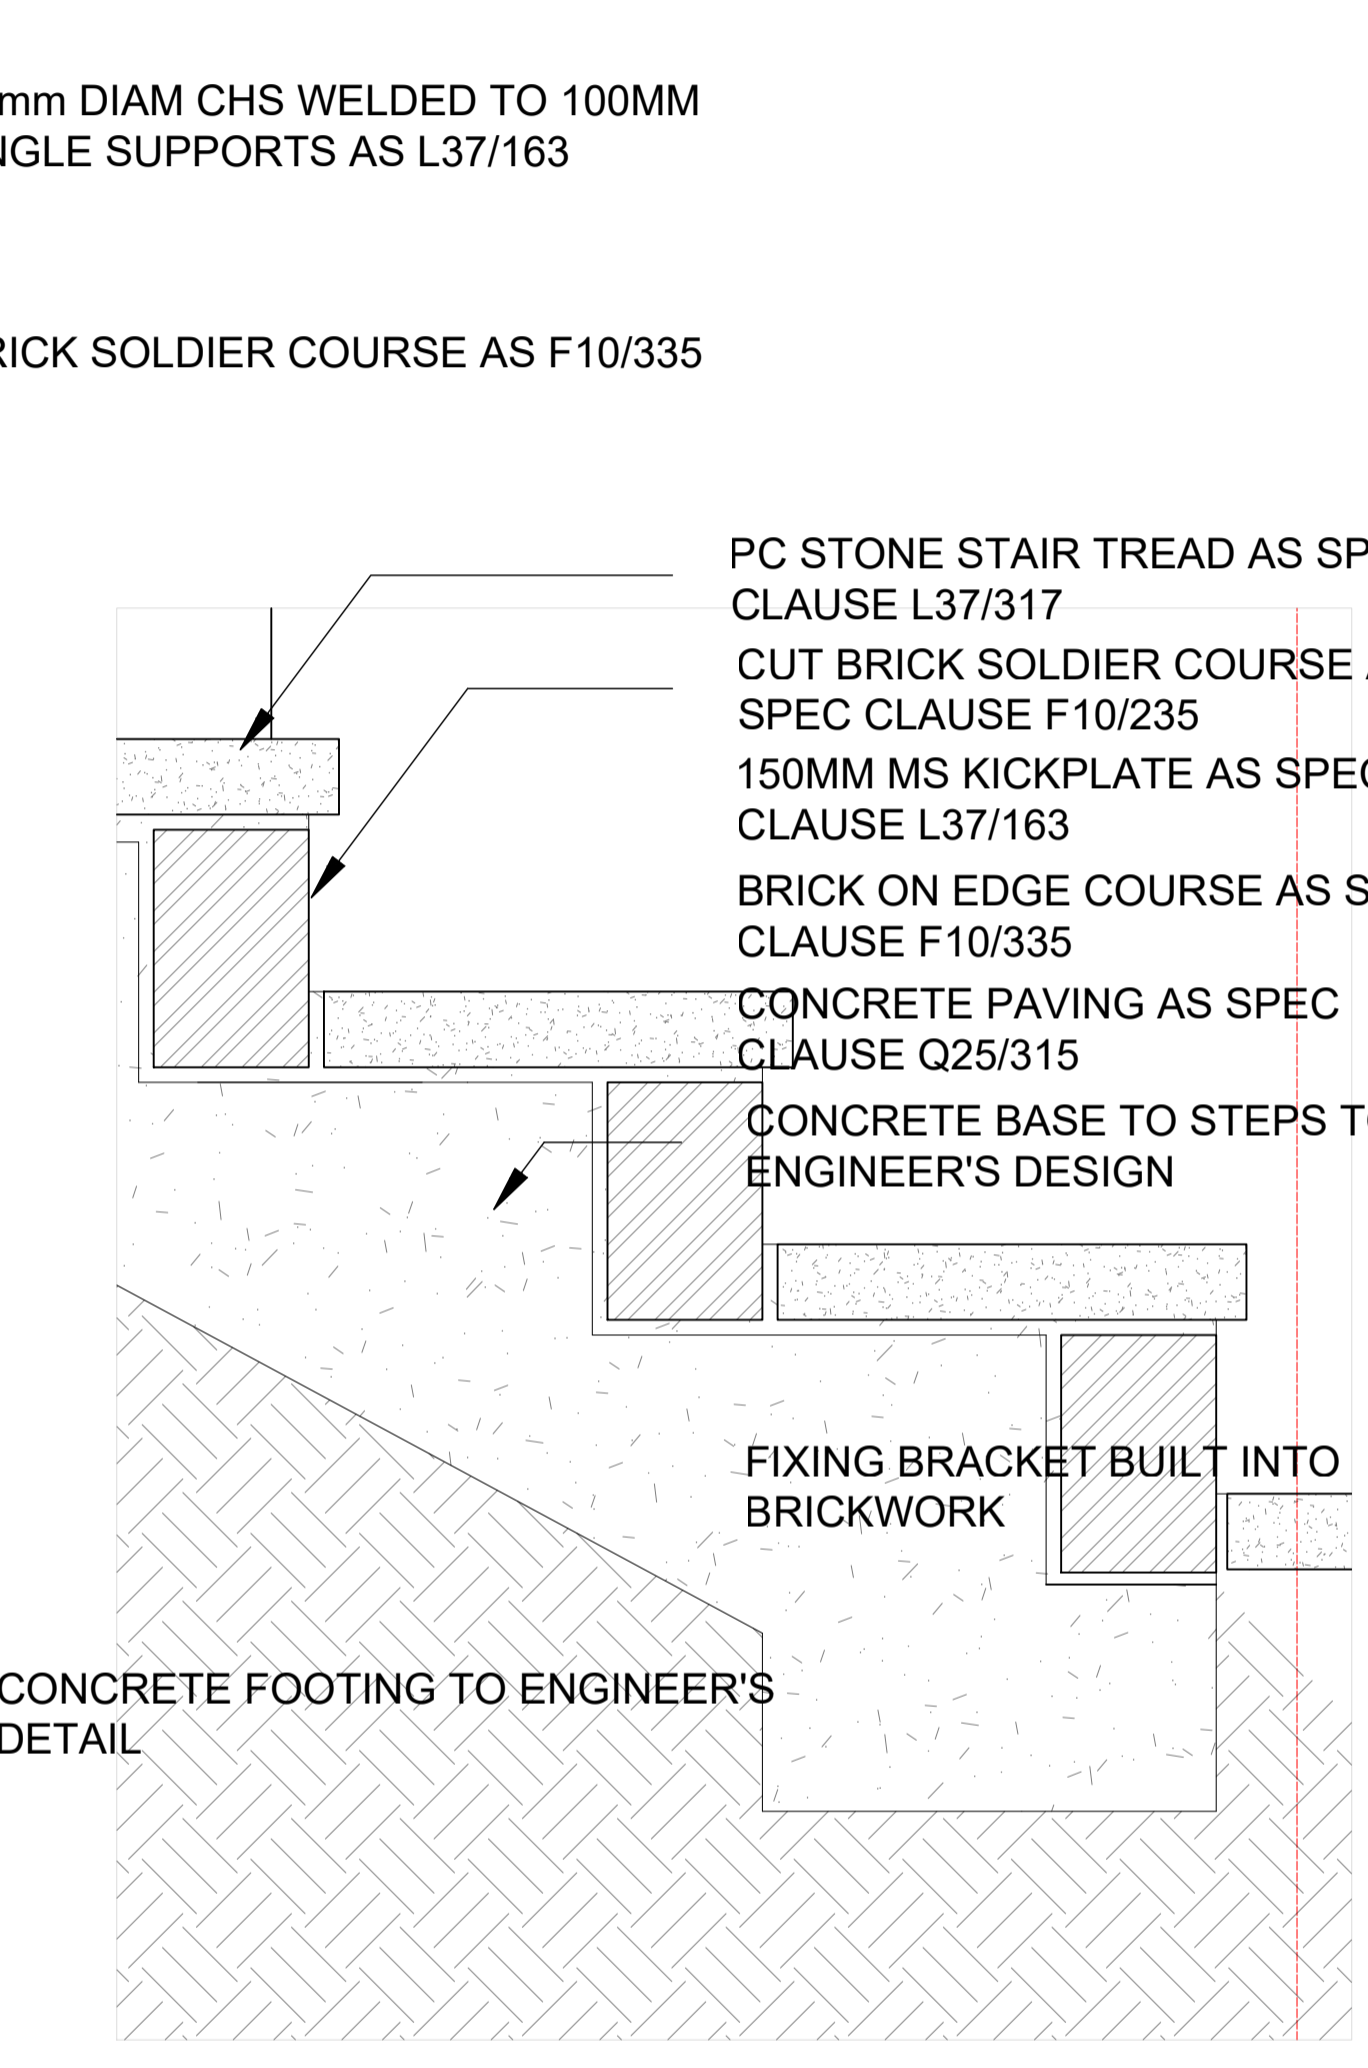 mm DIAM CHS WELDED TO 100MM
NGLE SUPPORTS AS L37/163
RICK SOLDIER COURSE AS F10/335
PC STONE STAIR TREAD AS SP
CLAUSE L37/317
CUT BRICK SOLDIER COURSE
SPEC CLAUSE F10/235
150MM MS KICKPLATE AS SPEC
CLAUSE L37/163
BRICK ON EDGE COURSE AS S
CLAUSE F10/335
CONCRETE PAVING AS SPEC
CLAUSE Q25/315
CONCRETE BASE TO STEPS TO
ENGINEER'S DESIGN
FIXING BRACKET BUILT INTO
BRICKWORK
CONCRETE FOOTING TO ENGINEER'S
DETAIL